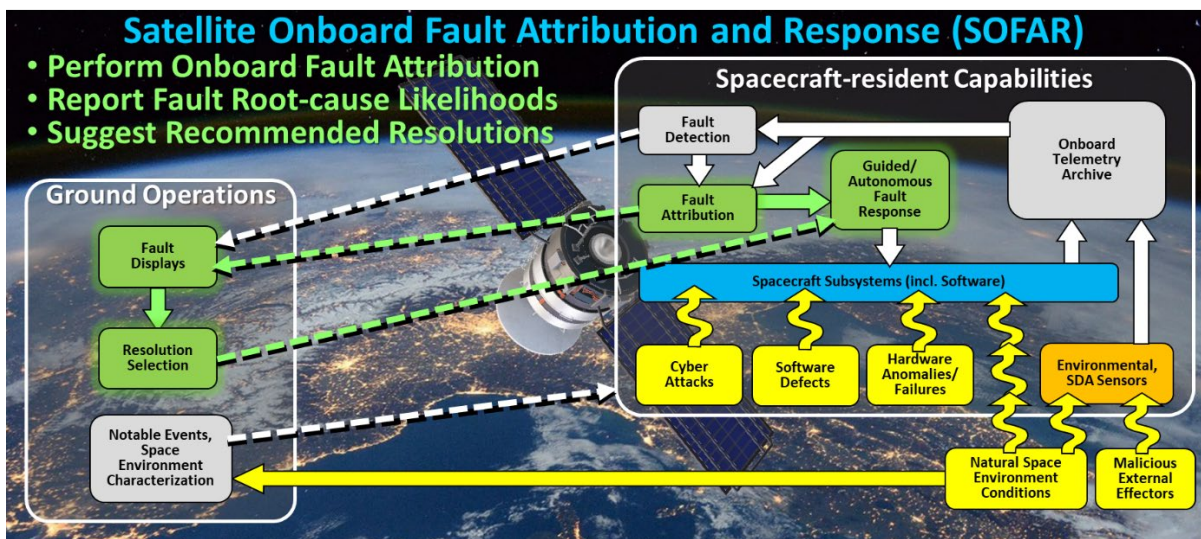 Satellite Onboard Fault Attribution and Response (SOFAR)
• Perform Onboard Fault Attribution
• Report Fault Root-cause Likelihoods
• Suggest Recommended Resolutions
Ground Operations
Fault
Displays
Resolution
Selection
Notable Events,
Space
Environment
Characterization
Spacecraft-resident Capabilities
Fault
Detection
Fault
Attribution
Guided/
Autonomous
Fault
Response
Onboard
Telemetry
Archive
Spacecraft Subsystems (incl. Software)
Cyber
Attacks
Software
Defects
Hardware
Anomalies/
Failures
Environmental,
SDA Sensors
Natural Space
Environment
Conditions
Malicious
External
Effectors